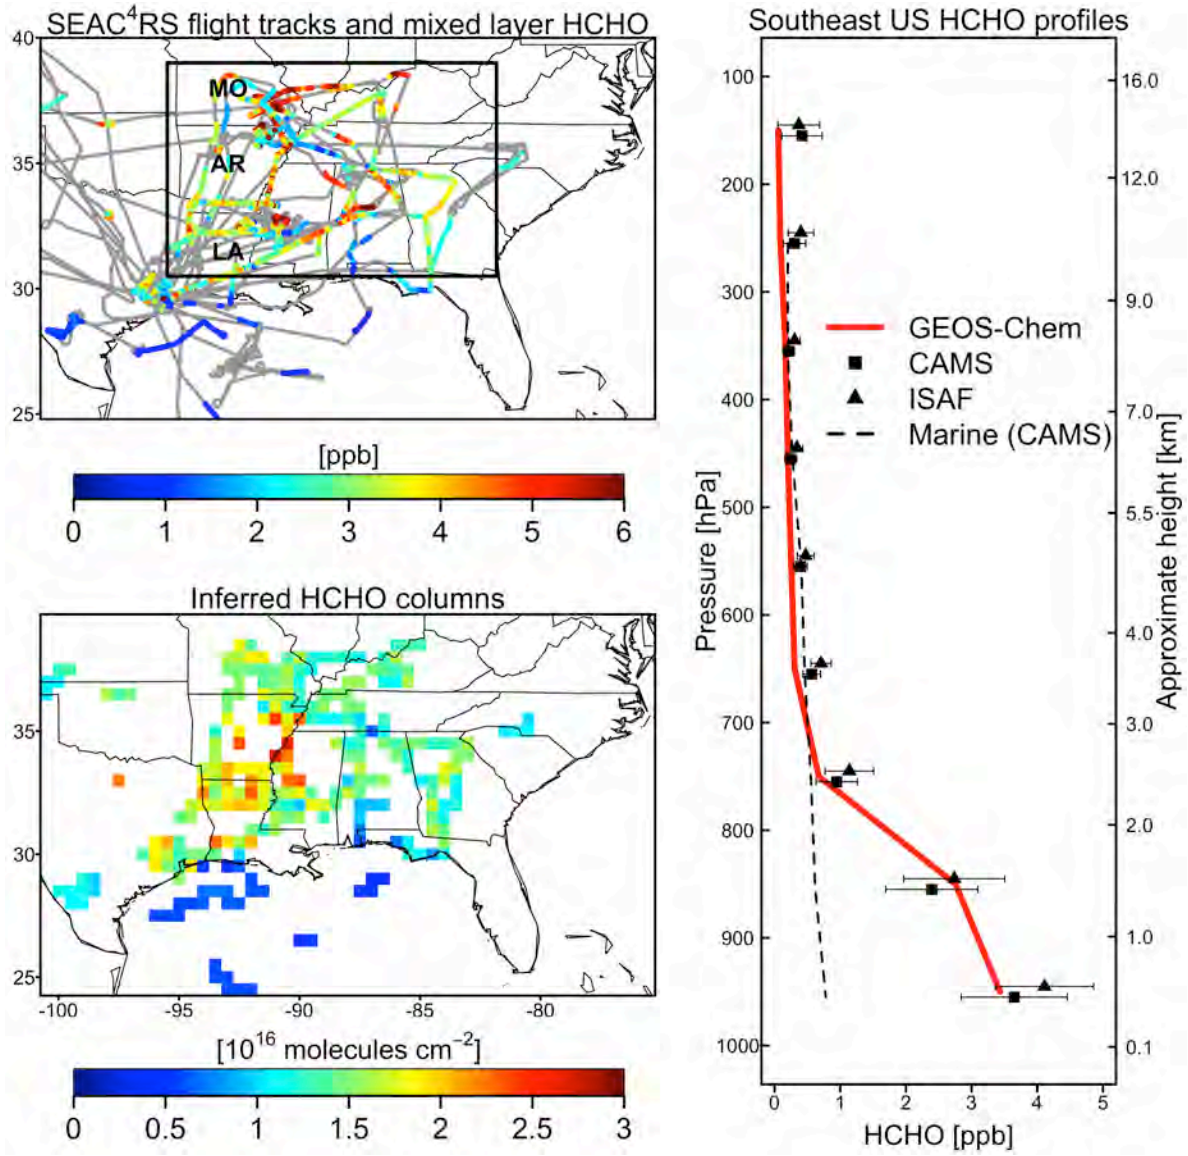 SEAC⁴RS flight tracks and mixed layer HCHO
40
35
30
25
MO
AR
LA
[ppb]
0 1 2 3 4 5 6
Inferred HCHO columns
35
30
25
-100 -95 -90 -85 -80
[10¹⁶ molecules cm⁻²]
0 0.5 1 1.5 2 2.5 3
Southeast US HCHO profiles
Pressure [hPa]
100
200
300
400
500
600
700
800
900
1000
GEOS-Chem
CAMS
ISAF
Marine (CAMS)
Approximate height [km]
16.0
12.0
9.0
7.0
5.5
4.0
3.0
2.0
1.0
0.1
0 1 2 3 4 5
HCHO [ppb]